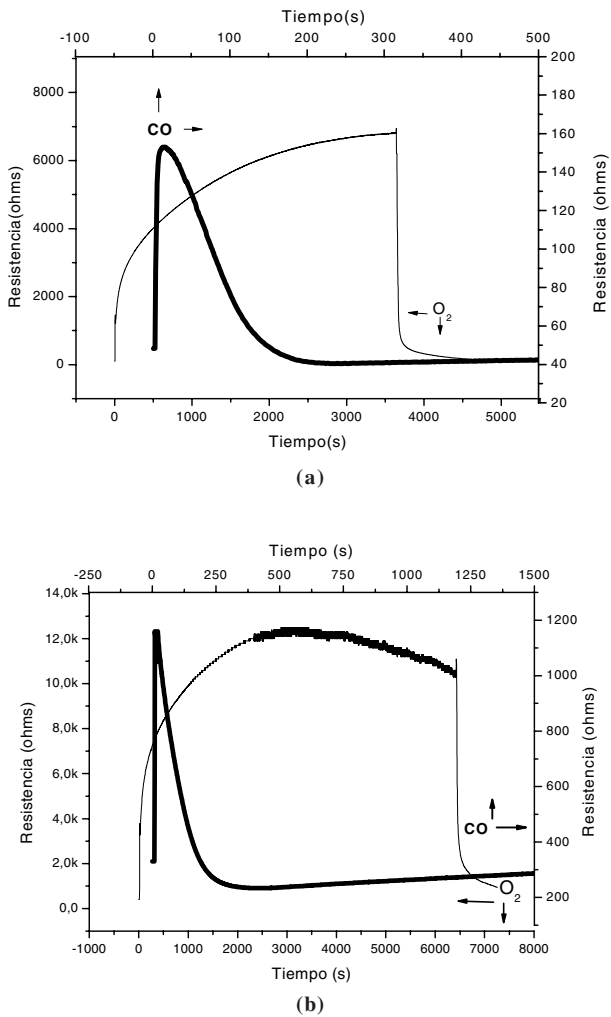 Tiempo(s)
-100 0 100 200 300 400 500
8000
6000
4000
2000
0
Resistencia(ohms)
200
180
160
140
120
100
80
60
40
20
Resistencia (ohms)
CO
O2
0 1000 2000 3000 4000 5000
Tiempo(s)
(a)
Tiempo (s)
-250 0 250 500 750 1000 1250 1500
14,0k
12,0k
10,0k
8,0k
6,0k
4,0k
2,0k
0,0
Resistencia (ohms)
1200
1000
800
600
400
200
Resistencia (ohms)
CO
O2
-1000 0 1000 2000 3000 4000 5000 6000 7000 8000
Tiempo (s)
(b)